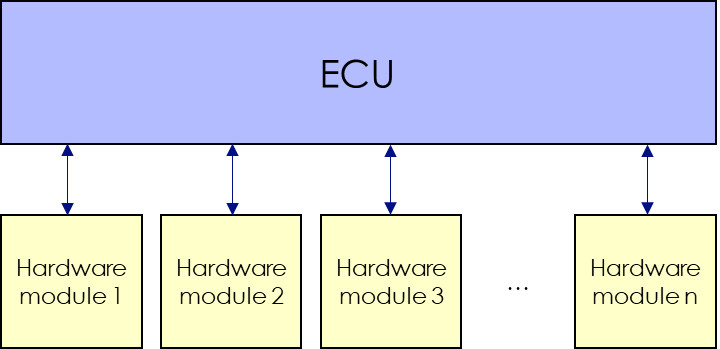 ECU
Hardware
module 1
Hardware
module 2
Hardware
module 3
...
Hardware
module n